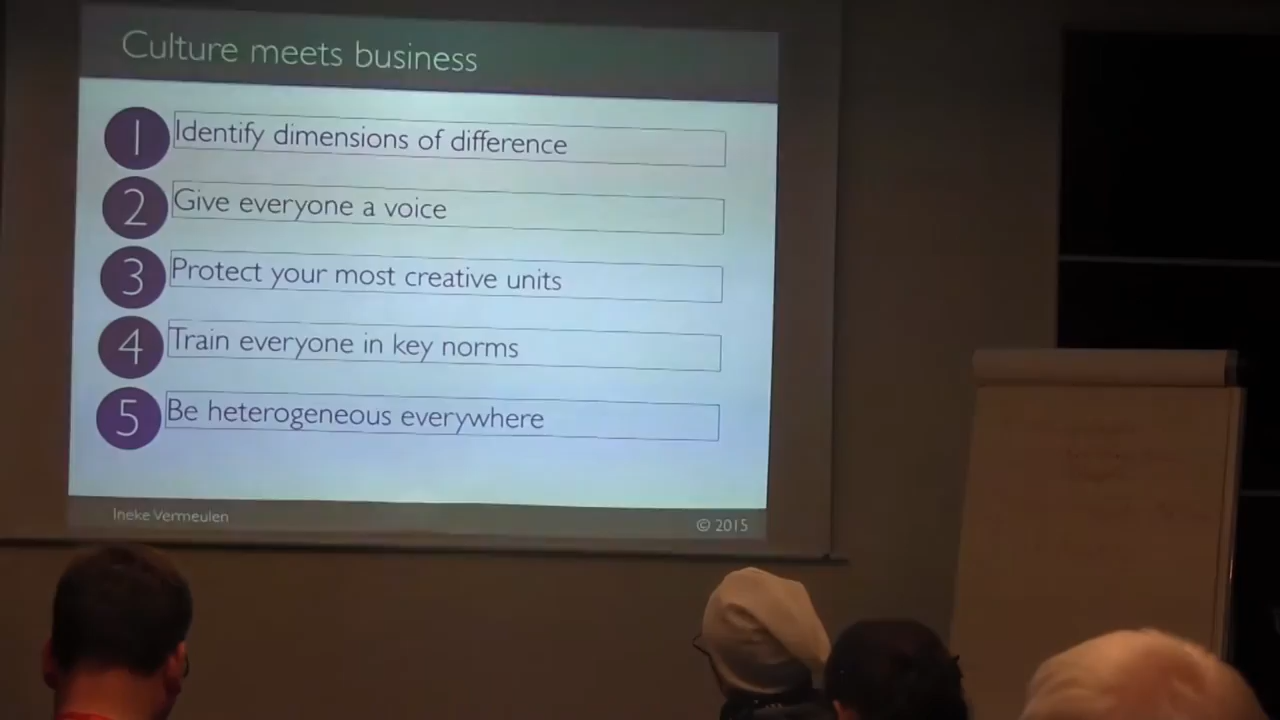 Culture meets business
1 Identify dimensions of difference
2 Give everyone a voice
3 Protect your most creative units
4 Train everyone in key norms
5 Be heterogeneous everywhere
Ineke Vermeulen
© 2015